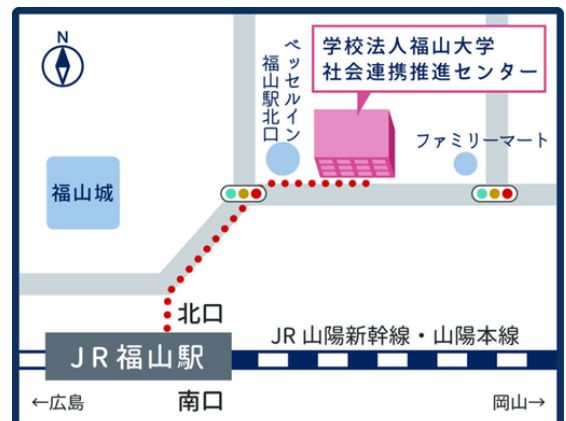 N
学校法人福山大学
社会連携推進センター
ベッセルイン
福山駅北口
ファミリーマート
福山城
北口
JR山陽新幹線・山陽本線
JR福山駅
←広島
南口
岡山→